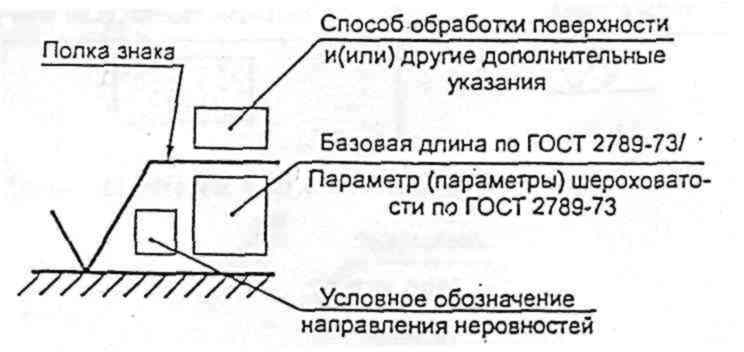 Способ обработки поверхности
и(или) другие дополнительные
указания
Полка знака
Базовая длина по ГОСТ 2789-73/
Параметр (параметры) шероховато-
сти по ГОСТ 2789-73
Условное обозначение
направления неровностей